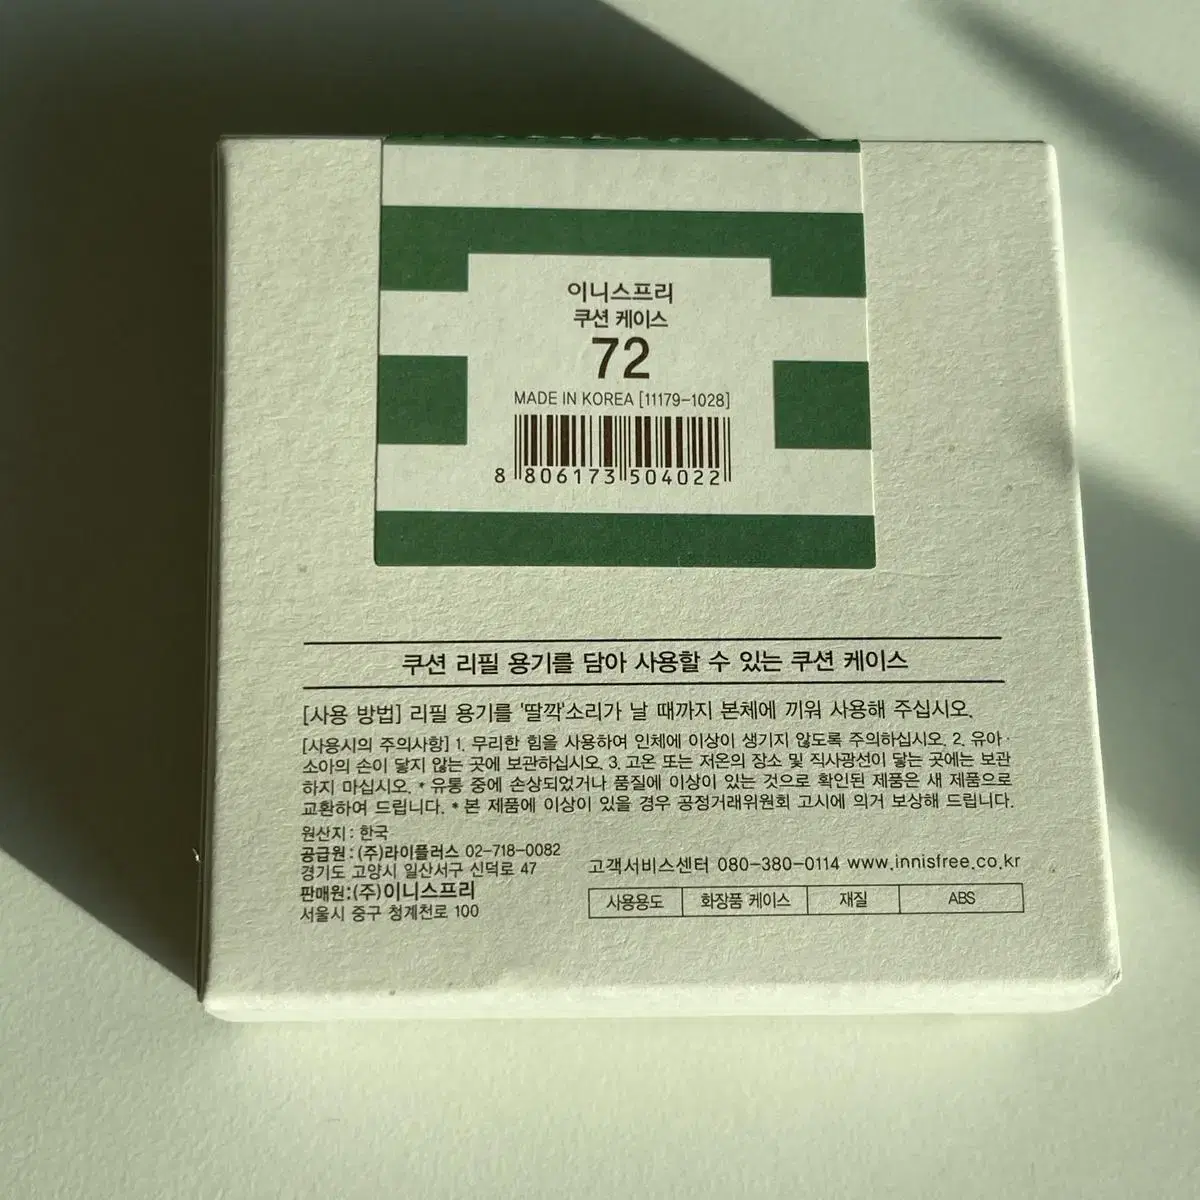 이니스프리
쿠션 케이스
72
MADE IN KOREA [11179-1028]
8 806173 504022
쿠션 리필 용기를 담아 사용할 수 있는 쿠션 케이스
[사용 방법] 리필 용기를 '딸깍'소리가 날 때까지 본체에 끼워 사용해 주십시오.
[사용시의 주의사항] 1. 무리한 힘을 사용하여 인체에 이상이 생기지 않도록 주의하십시오. 2. 유아·
소아의 손이 닿지 않는 곳에 보관하십시오. 3. 고온 또는 저온의 장소 및 직사광선이 닿는 곳에는 보관
하지 마십시오. * 유통 중에 손상되었거나 품질에 이상이 있는 것으로 확인된 제품은 새 제품으로
교환하여 드립니다. * 본 제품에 이상이 있을 경우 공정거래위원회 고시에 의거 보상해 드립니다.
원산지 : 한국
공급원 : (주)라이플러스 02-718-0082
경기도 고양시 일산서구 신덕로 47
판매원:(주)이니스프리
서울시 중구 청계천로 100
고객서비스센터 080-380-0114 www.innisfree.co.kr
사용용도 화장품 케이스 재질 ABS